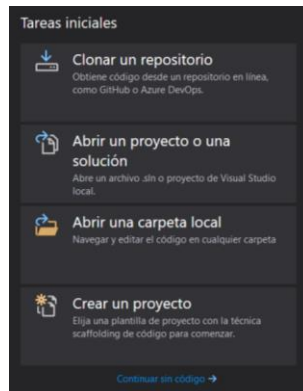 Tareas iniciales
Clonar un repositorio
Obtiene código desde un repositorio en línea,
como GitHub o Azure DevOps.
Abrir un proyecto o una
solución
Abre un archivo .sln o proyecto de Visual Studio
local.
Abrir una carpeta local
Navegar y editar el código en cualquier carpeta
Crear un proyecto
Elija una plantilla de proyecto con la técnica
scaffolding de código para comenzar.
Continuar sin código →